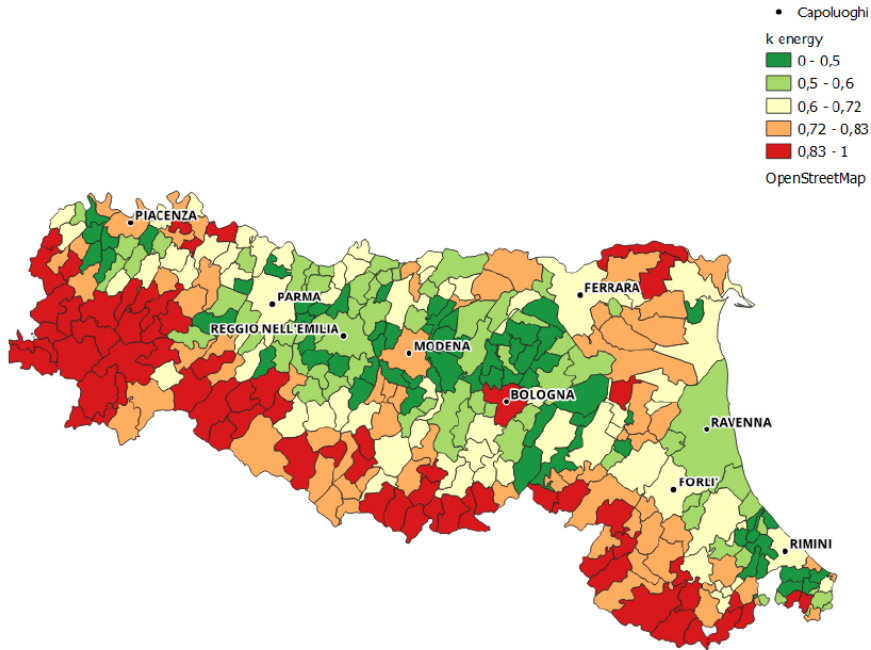 Capoluoghi
k energy
0 - 0,5
0,5 - 0,6
0,6 - 0,72
0,72 - 0,83
0,83 - 1
OpenStreetMap
PIACENZA
FERRARA
PARMA
REGGIO NELL'EMILIA
MODENA
BOLOGNA
RAVENNA
FORLI'
RIMINI